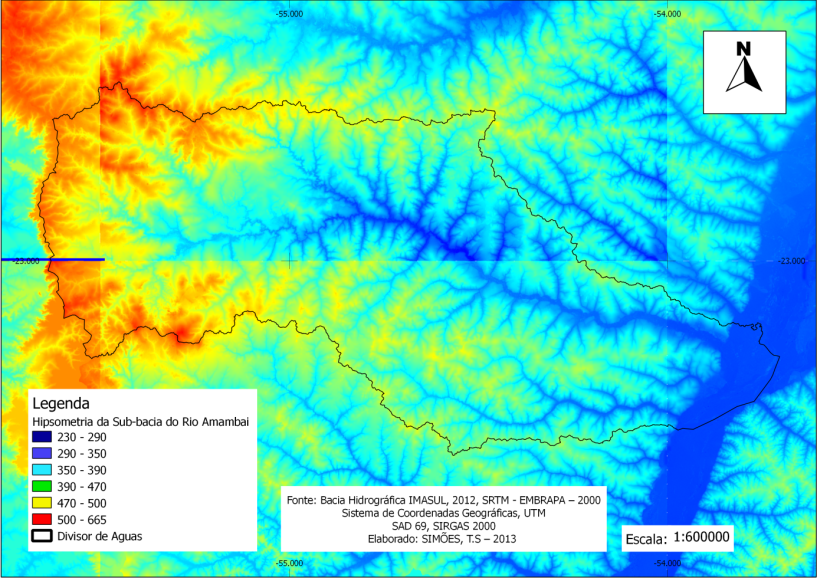 -55.000
-54.000
N
-23.000
-23.000
Legenda
Hipsometria da Sub-bacia do Rio Amambai
230 - 290
290 - 350
350 - 390
390 - 470
470 - 500
500 - 665
Divisor de Aguas
Fonte: Bacia Hidrográfica IMASUL, 2012, SRTM - EMBRAPA – 2000
Sistema de Coordenadas Geográficas, UTM
SAD 69, SIRGAS 2000
Elaborado: SIMÕES, T.S – 2013
Escala: 1:600000
-55.000
-54.000